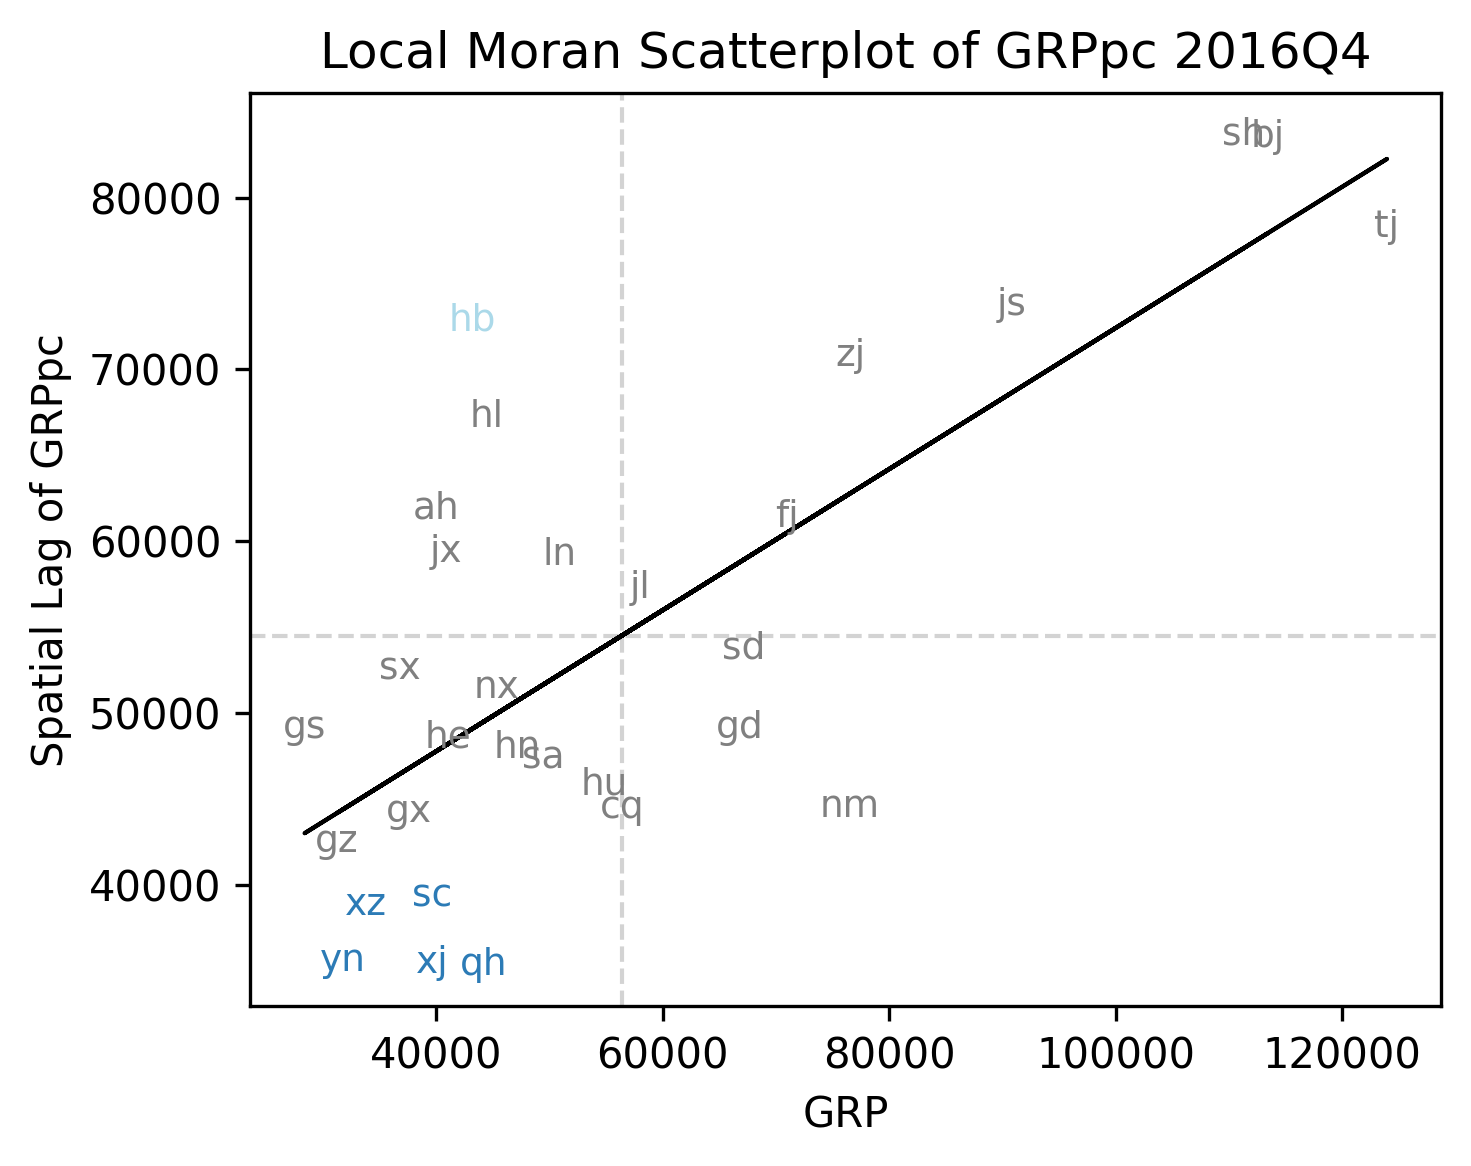 Local Moran Scatterplot of GRPpc 2016Q4
Spatial Lag of GRPpc
80000
70000
60000
50000
40000
sh
bj
tj
js
hb
zj
hl
ah
fj
jx
ln
jl
sd
sx
nx
gs
he
gd
hn
sa
hu
cq
nm
gx
gz
sc
xz
yn
xj
qh
40000
60000
80000
100000
120000
GRP